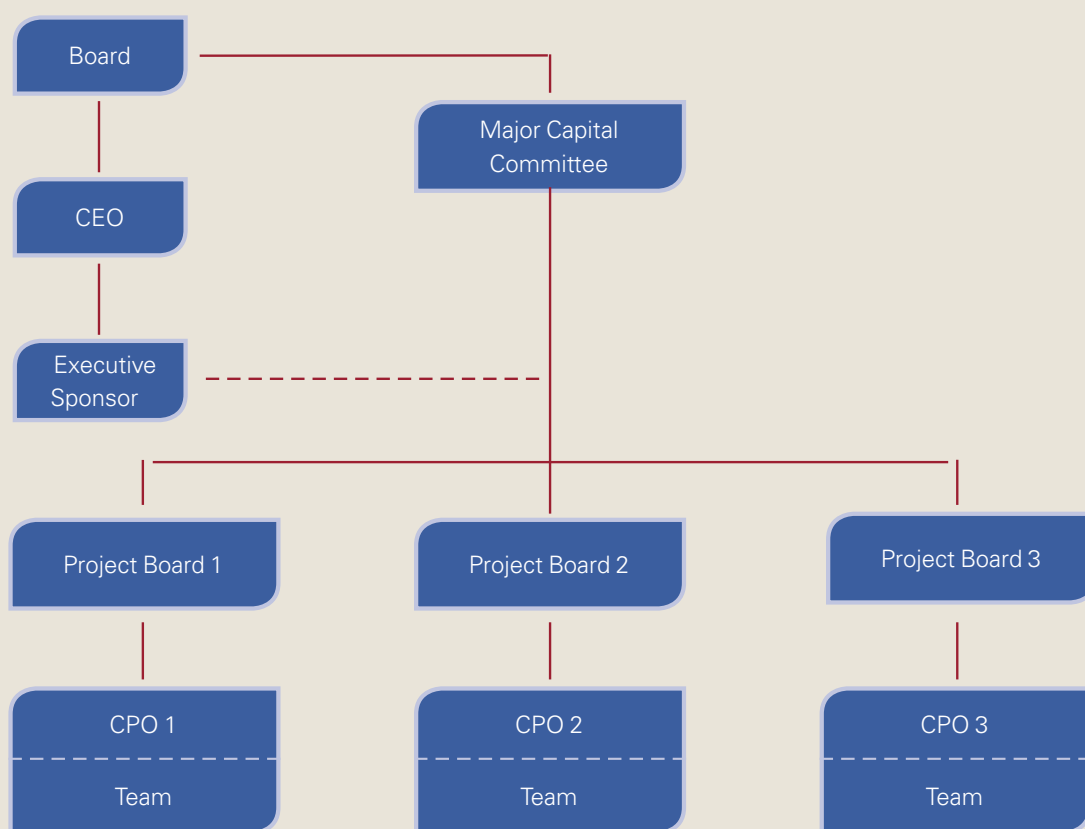 Board
Major Capital
Committee
CEO
Executive
Sponsor
Project Board 1
Project Board 2
Project Board 3
CPO 1
Team
CPO 2
Team
CPO 3
Team